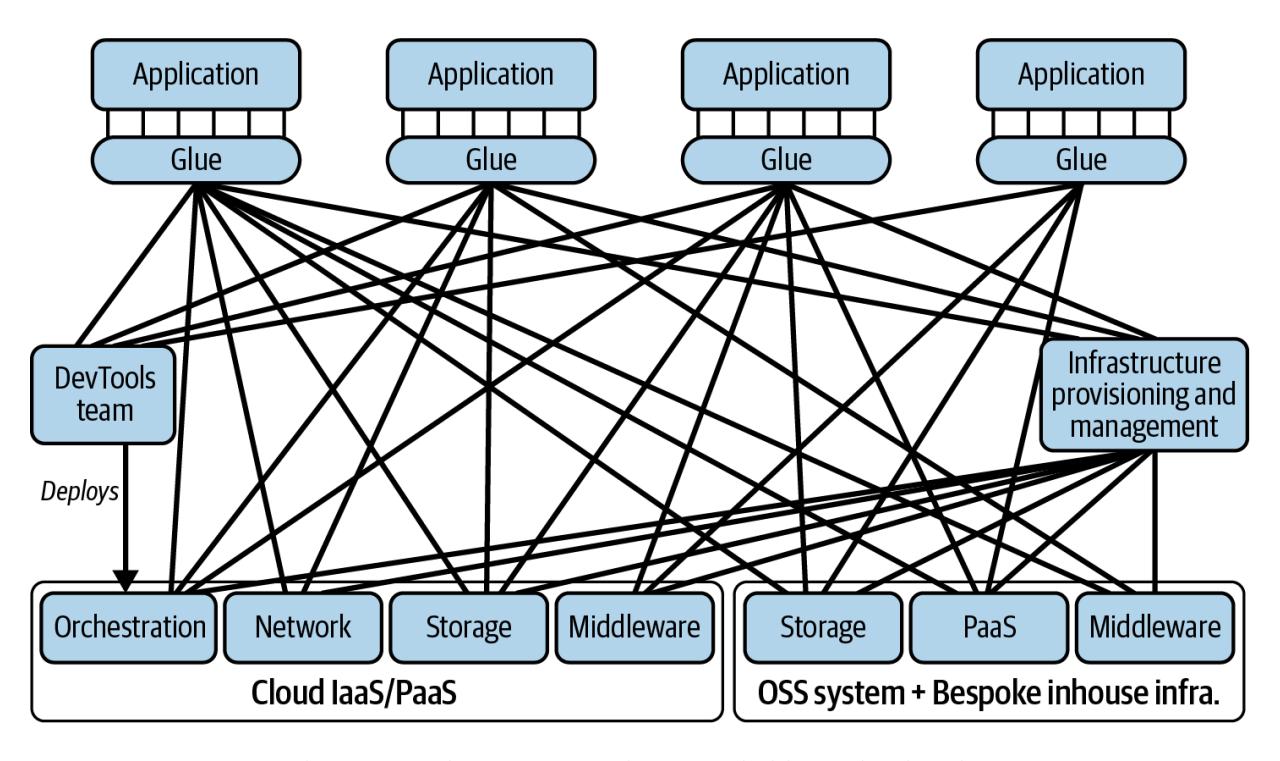 Application
Application
Application
Application
Glue
Glue
Glue
Glue
DevTools
team
Infrastructure
provisioning and
management
Deploys
Orchestration
Network
Storage
Middleware
Storage
PaaS
Middleware
Cloud IaaS/PaaS
OSS system + Bespoke inhouse infra.